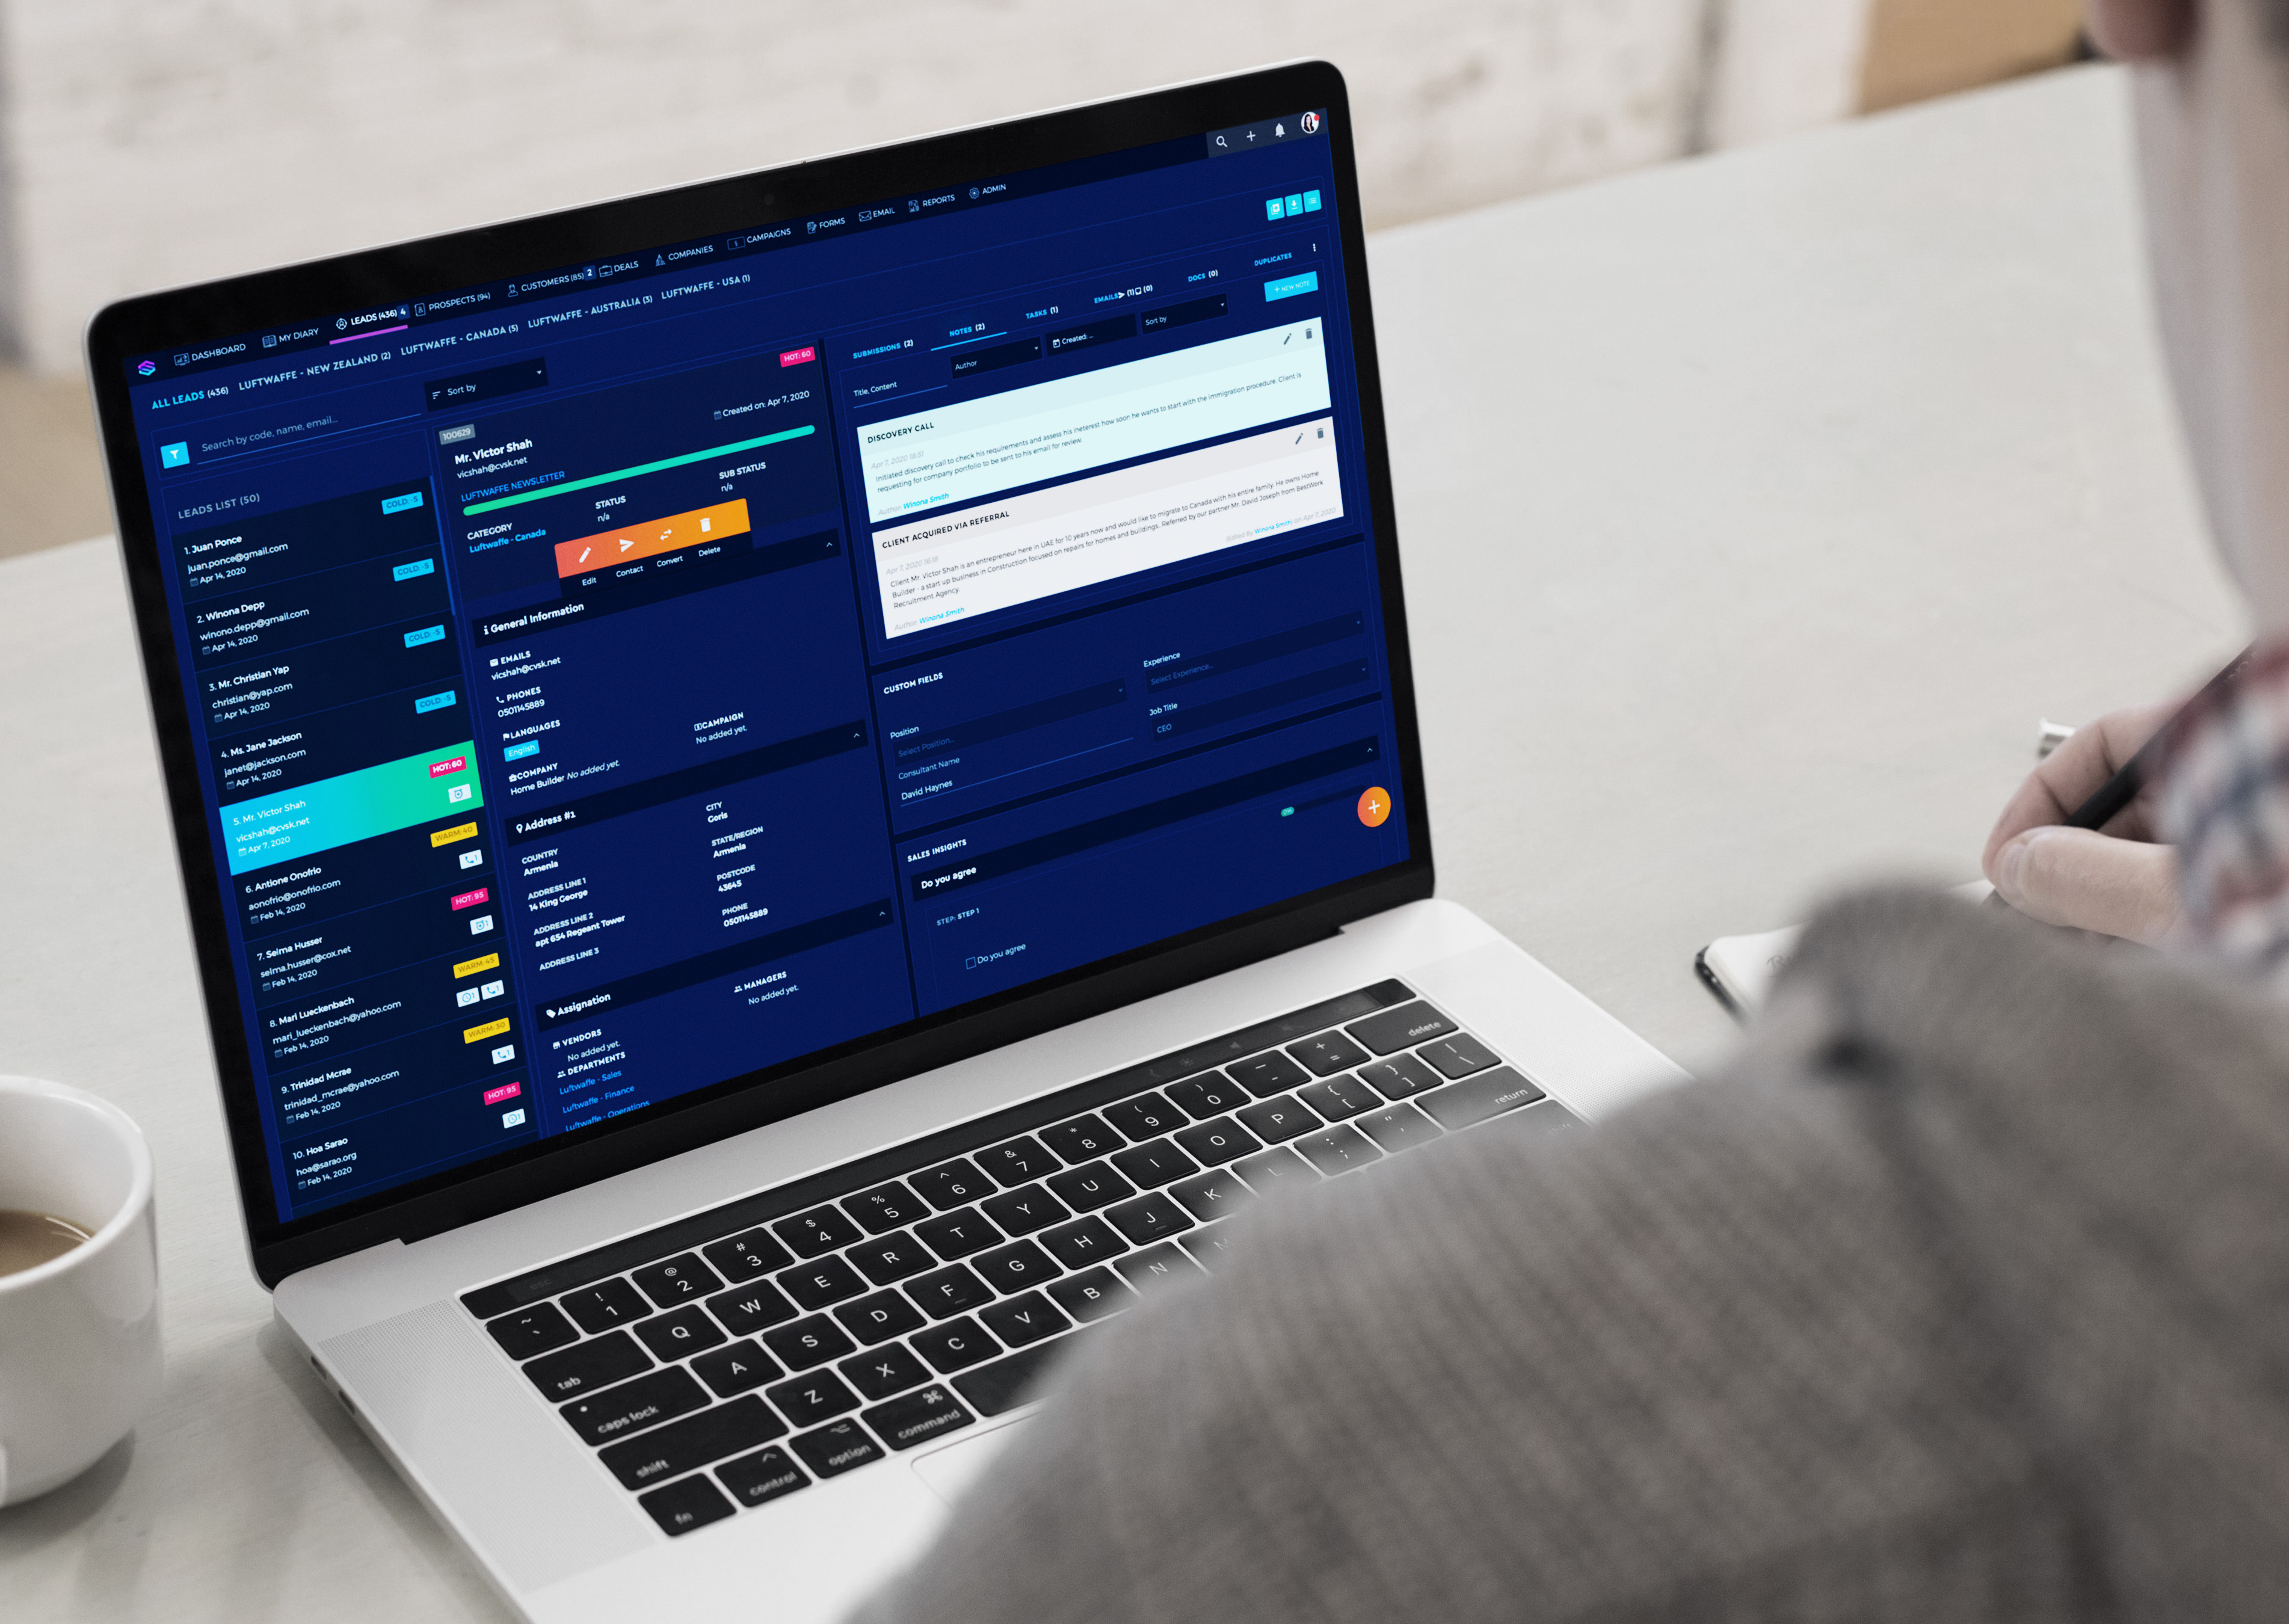 DASHBOARD
MY DIARY
LEADS (436) 4
PROSPECTS (94)
CUSTOMERS (85) 2
DEALS
COMPANIES
CAMPAIGNS
FORMS
EMAIL
REPORTS
ADMIN
ALL LEADS (436)
LUFTWAFFE - NEW ZEALAND (2)
LUFTWAFFE - CANADA (5)
LUFTWAFFE - AUSTRALIA (3)
LUFTWAFFE - USA (1)
Search by code, name, email...
Sort by
LEADS LIST (50)
COLD: -5
1. Juan Ponce
juan.ponce@gmail.com
Apr 14, 2020
COLD: -5
2. Winona Depp
winono.depp@gmail.com
Apr 14, 2020
COLD: -5
3. Mr. Christian Yap
christian@yap.com
Apr 14, 2020
COLD: -5
4. Ms. Jane Jackson
janet@jackson.com
Apr 14, 2020
HOT: 60
5. Mr. Victor Shah
vicshah@cvsk.net
Apr 7, 2020
WARM: 40
6. Antione Onofrio
aonofrio@onofrio.com
Feb 14, 2020
1
HOT: 95
7. Selma Husser
selma.husser@cox.net
Feb 14, 2020
1
WARM: 45
8. Mari Lueckenbach
mari_lueckenbach@yahoo.com
Feb 14, 2020
1 1
WARM: 30
9. Trinidad Mcrae
trinidad_mcrae@yahoo.com
Feb 14, 2020
1
HOT: 95
10. Hoa Sarao
hoa@sarao.org
Feb 14, 2020
1
100629
HOT: 60
Mr. Victor Shah
vicshah@cvsk.net
Created on: Apr 7, 2020
LUFTWAFFE NEWSLETTER
CATEGORY
Luftwaffe - Canada
STATUS
n/a
SUB STATUS
n/a
Edit
Contact
Convert
Delete
General Information
EMAILS
vicshah@cvsk.net
PHONES
0501145889
LANGUAGES
English
CAMPAIGN
No added yet.
COMPANY
Home Builder No added yet.
Address #1
COUNTRY
Armenia
CITY
Goris
ADDRESS LINE 1
14 King George
STATE/REGION
Armenia
ADDRESS LINE 2
apt 654 Regeant Tower
POSTCODE
43645
ADDRESS LINE 3
PHONE
0501145889
Assignation
VENDORS
No added yet.
MANAGERS
No added yet.
DEPARTMENTS
Luftwaffe - Sales
Luftwaffe - Finance
Luftwaffe - Operations
SUBMISSIONS (2)
NOTES (2)
TASKS (1)
EMAILS (1) (0)
DOCS (0)
DUPLICATES
Title, Content
Author
Created: ...
Sort by
+ NEW NOTE
DISCOVERY CALL
Apr 7, 2020 16:51
Initiated discovery call to check his requirements and assess his ineterest how soon he wants to start with the Immigration procedure. Client is
requesting for company portfolio to be sent to his email for review.
Author Winona Smith
CLIENT ACQUIRED VIA REFERRAL
Apr 7, 2020 16:19
Client Mr. Victor Shah is an entrepreneur here in UAE for 10 years now and would like to migrate to Canada with his entire family. He owns Home
Builder - a start up business in Construction focused on repairs for homes and buildings. Referred by our partner Mr. David Joseph from BestWork
Recruitment Agency
Author Winona Smith
Edited by Winona Smith on Apr 7, 2020
CUSTOM FIELDS
Position
Select Position...
Experience
Select Experience...
Consultant Name
David Haynes
Job Title
CEO
SALES INSIGHTS
Do you agree
0%
STEP: STEP 1
Do you agree
esc
~ ` ! 1 @ 2 # 3 $ 4 % 5 ^ 6 & 7 * 8 ( 9 ) 0 _ - + = delete
tab Q W E R T Y U I O P { [ } ] | \
caps lock A S D F G H J K L : ; " ' return
shift Z X C V B N M shift
fn control option ⌘ command